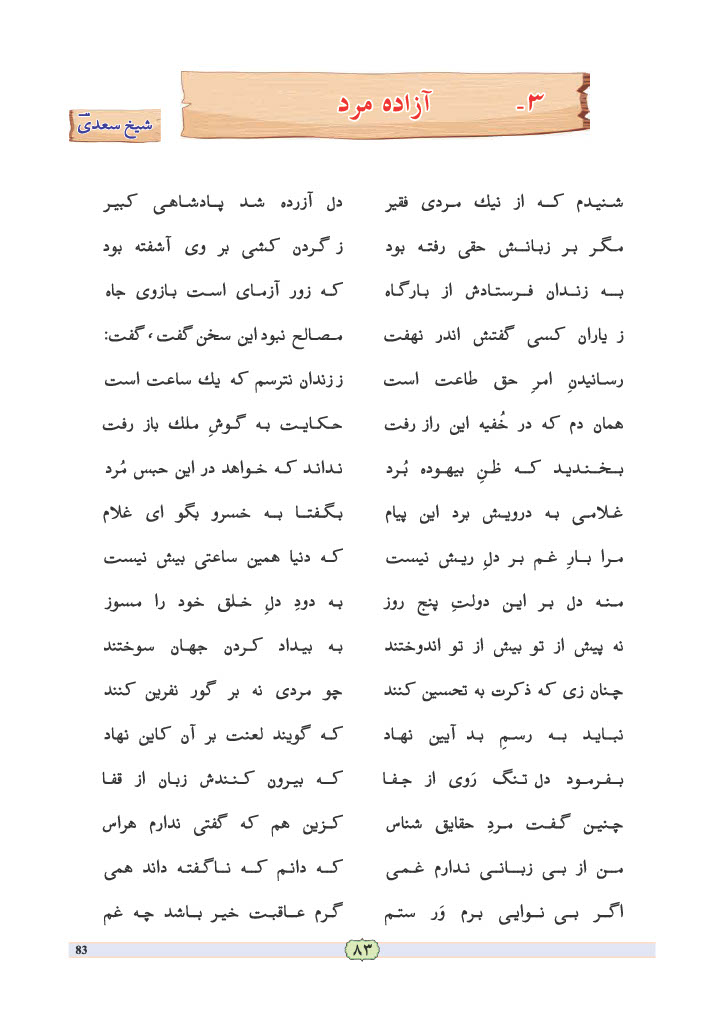 ۳- آزاده مرد
شیخ سعدیؒ
شنیدم که از نیك مردی فقیر دل آزرده شد پادشاهی کبیر
مگر بر زبانش حقی رفته بود ز گردن کشی بر وی آشفته بود
به زندان فرستادش از بارگاه که زور آزمای است بازوی جاه
ز یاران کسی گفتش اندر نهفت مصالح نبود این سخن گفت، گفت:
رسانیدنِ امرِ حق طاعت است ز زندان نترسم که یك ساعت است
همان دم که در خُفیه این راز رفت حکایت به گوشِ ملك باز رفت
بخندید که ظنِ بیهوده بُرد نداند که خواهد در این حبس مُرد
غلامی به درویش برد این پیام بگفتا به خسرو بگو ای غلام
مرا بارِ غم بر دلِ ریش نیست که دنیا همین ساعتی بیش نیست
منه دل بر این دولتِ پنج روز به دودِ دلِ خلق خود را مسوز
نه پیش از تو بیش از تو اندوختند به بیداد کردن جهان سوختند
چنان زی که ذکرت به تحسین کنند چو مردی نه بر گور نفرین کنند
نباید به رسمِ بد آیین نهاد که گویند لعنت بر آن کاین نهاد
بفرمود دل تنگ رَوی از جفا که بیرون کنندش زبان از قفا
چنین گفت مردِ حقایق شناس کزین هم که گفتی ندارم هراس
من از بی زبانی ندارم غمی که دانم که ناگفته داند همی
اگر بی نوایی برم وَر ستم گرم عاقبت خیر باشد چه غم
83
۸۳